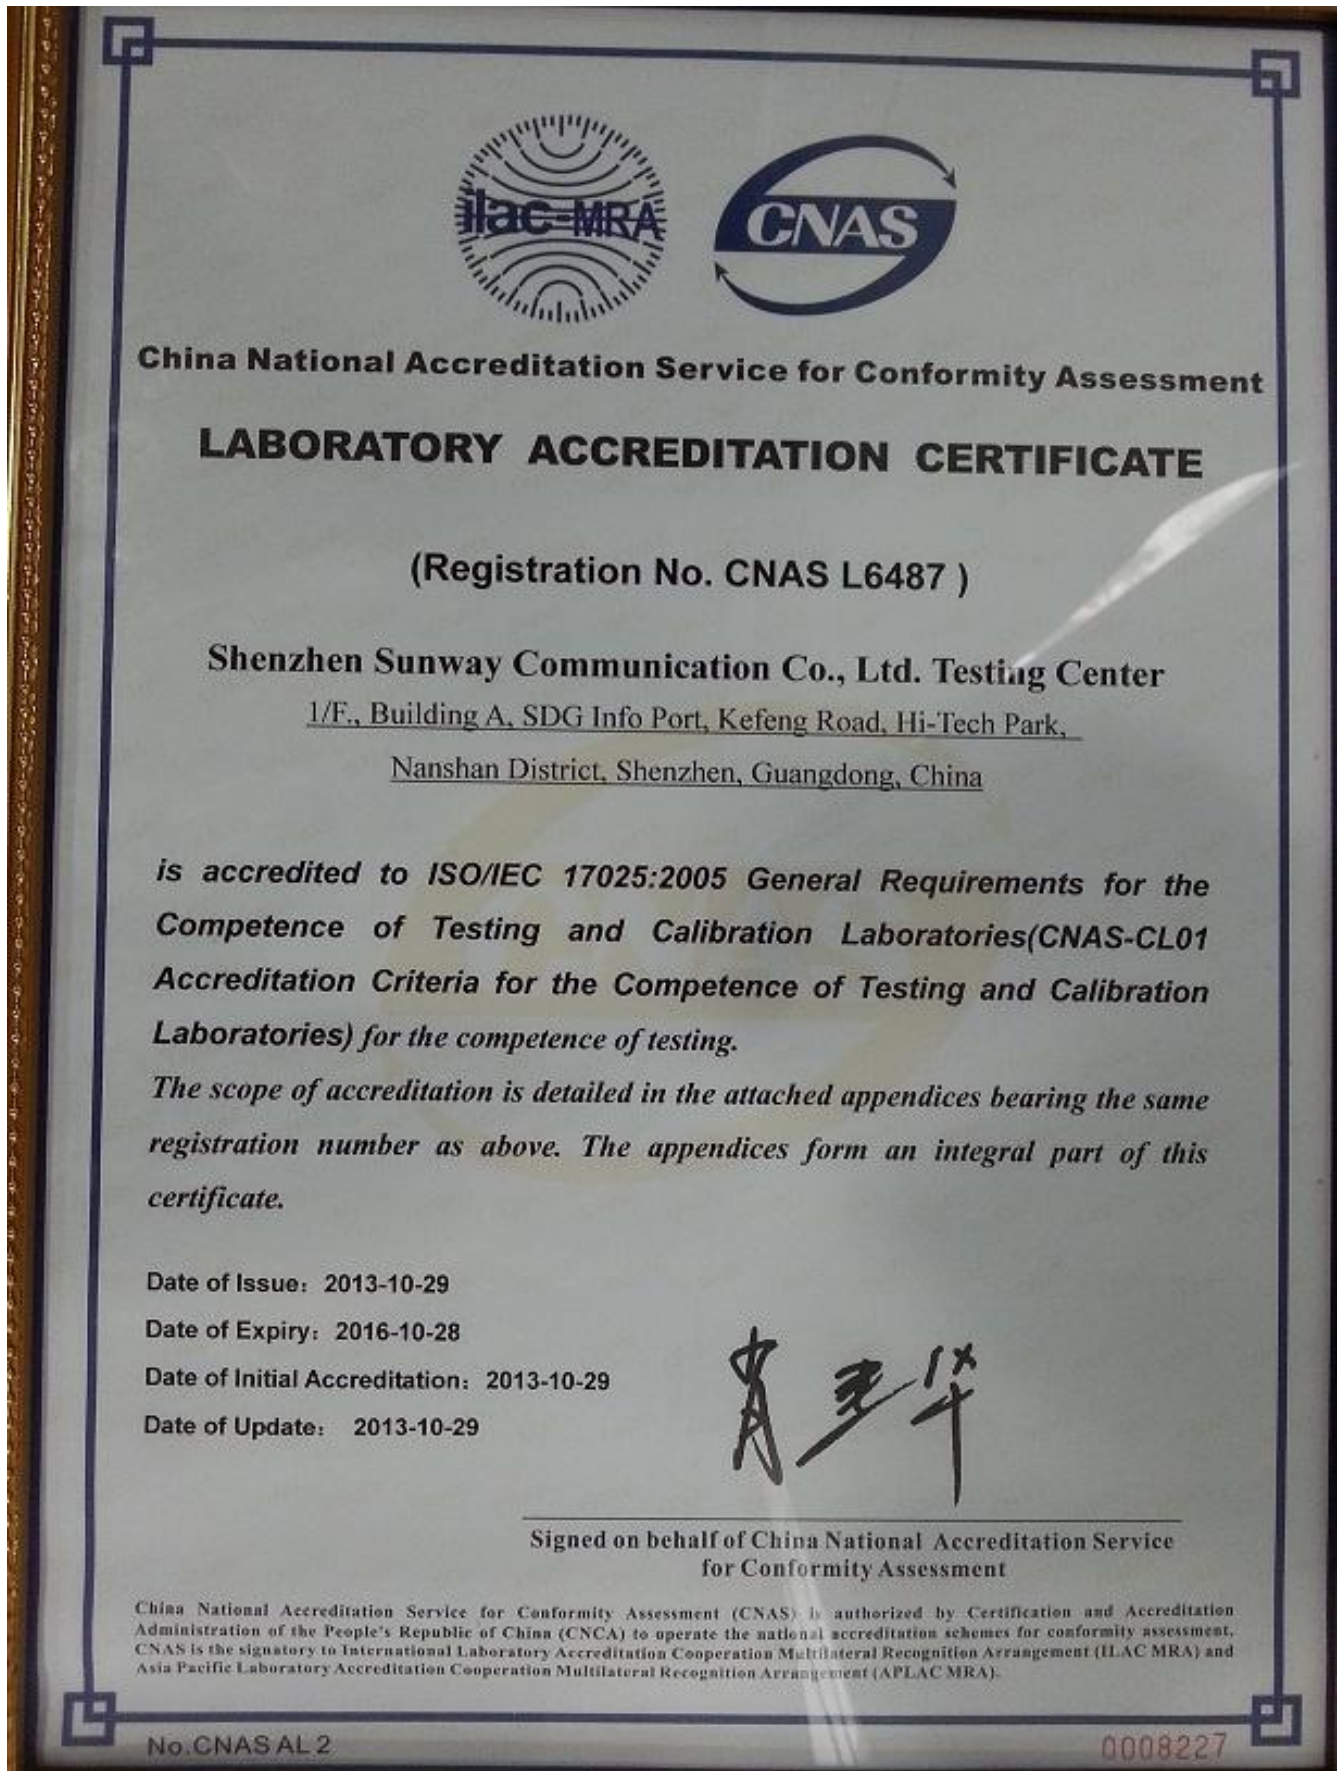 ilac-MRA
CNAS
China National Accreditation Service for Conformity Assessment
LABORATORY ACCREDITATION CERTIFICATE
(Registration No. CNAS L6487 )
Shenzhen Sunway Communication Co., Ltd. Testing Center
1/F., Building A, SDG Info Port, Kefeng Road, Hi-Tech Park,
Nanshan District, Shenzhen, Guangdong, China
is accredited to ISO/IEC 17025:2005 General Requirements for the
Competence of Testing and Calibration Laboratories(CNAS-CL01
Accreditation Criteria for the Competence of Testing and Calibration
Laboratories) for the competence of testing.
The scope of accreditation is detailed in the attached appendices bearing the same
registration number as above. The appendices form an integral part of this
certificate.
Date of Issue: 2013-10-29
Date of Expiry: 2016-10-28
Date of Initial Accreditation: 2013-10-29
Date of Update: 2013-10-29
Signed on behalf of China National Accreditation Service
for Conformity Assessment
China National Accreditation Service for Conformity Assessment (CNAS) is authorized by Certification and Accreditation
Administration of the People's Republic of China (CNCA) to operate the national accreditation schemes for conformity assessment.
CNAS is the signatory to International Laboratory Accreditation Cooperation Multilateral Recognition Arrangement (ILAC MRA) and
Asia Pacific Laboratory Accreditation Cooperation Multilateral Recognition Arrangement (APLAC MRA).
No.CNAS AL 2
0008227